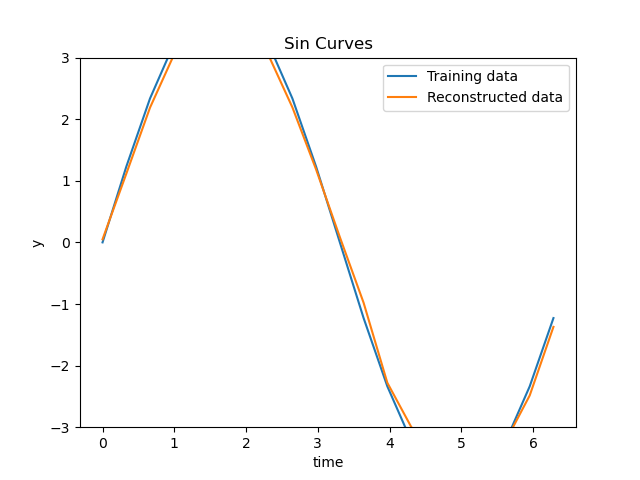 Sin Curves
Training data
Reconstructed data
3
2
1
0
−1
−2
−3
y
0
1
2
3
4
5
6
time